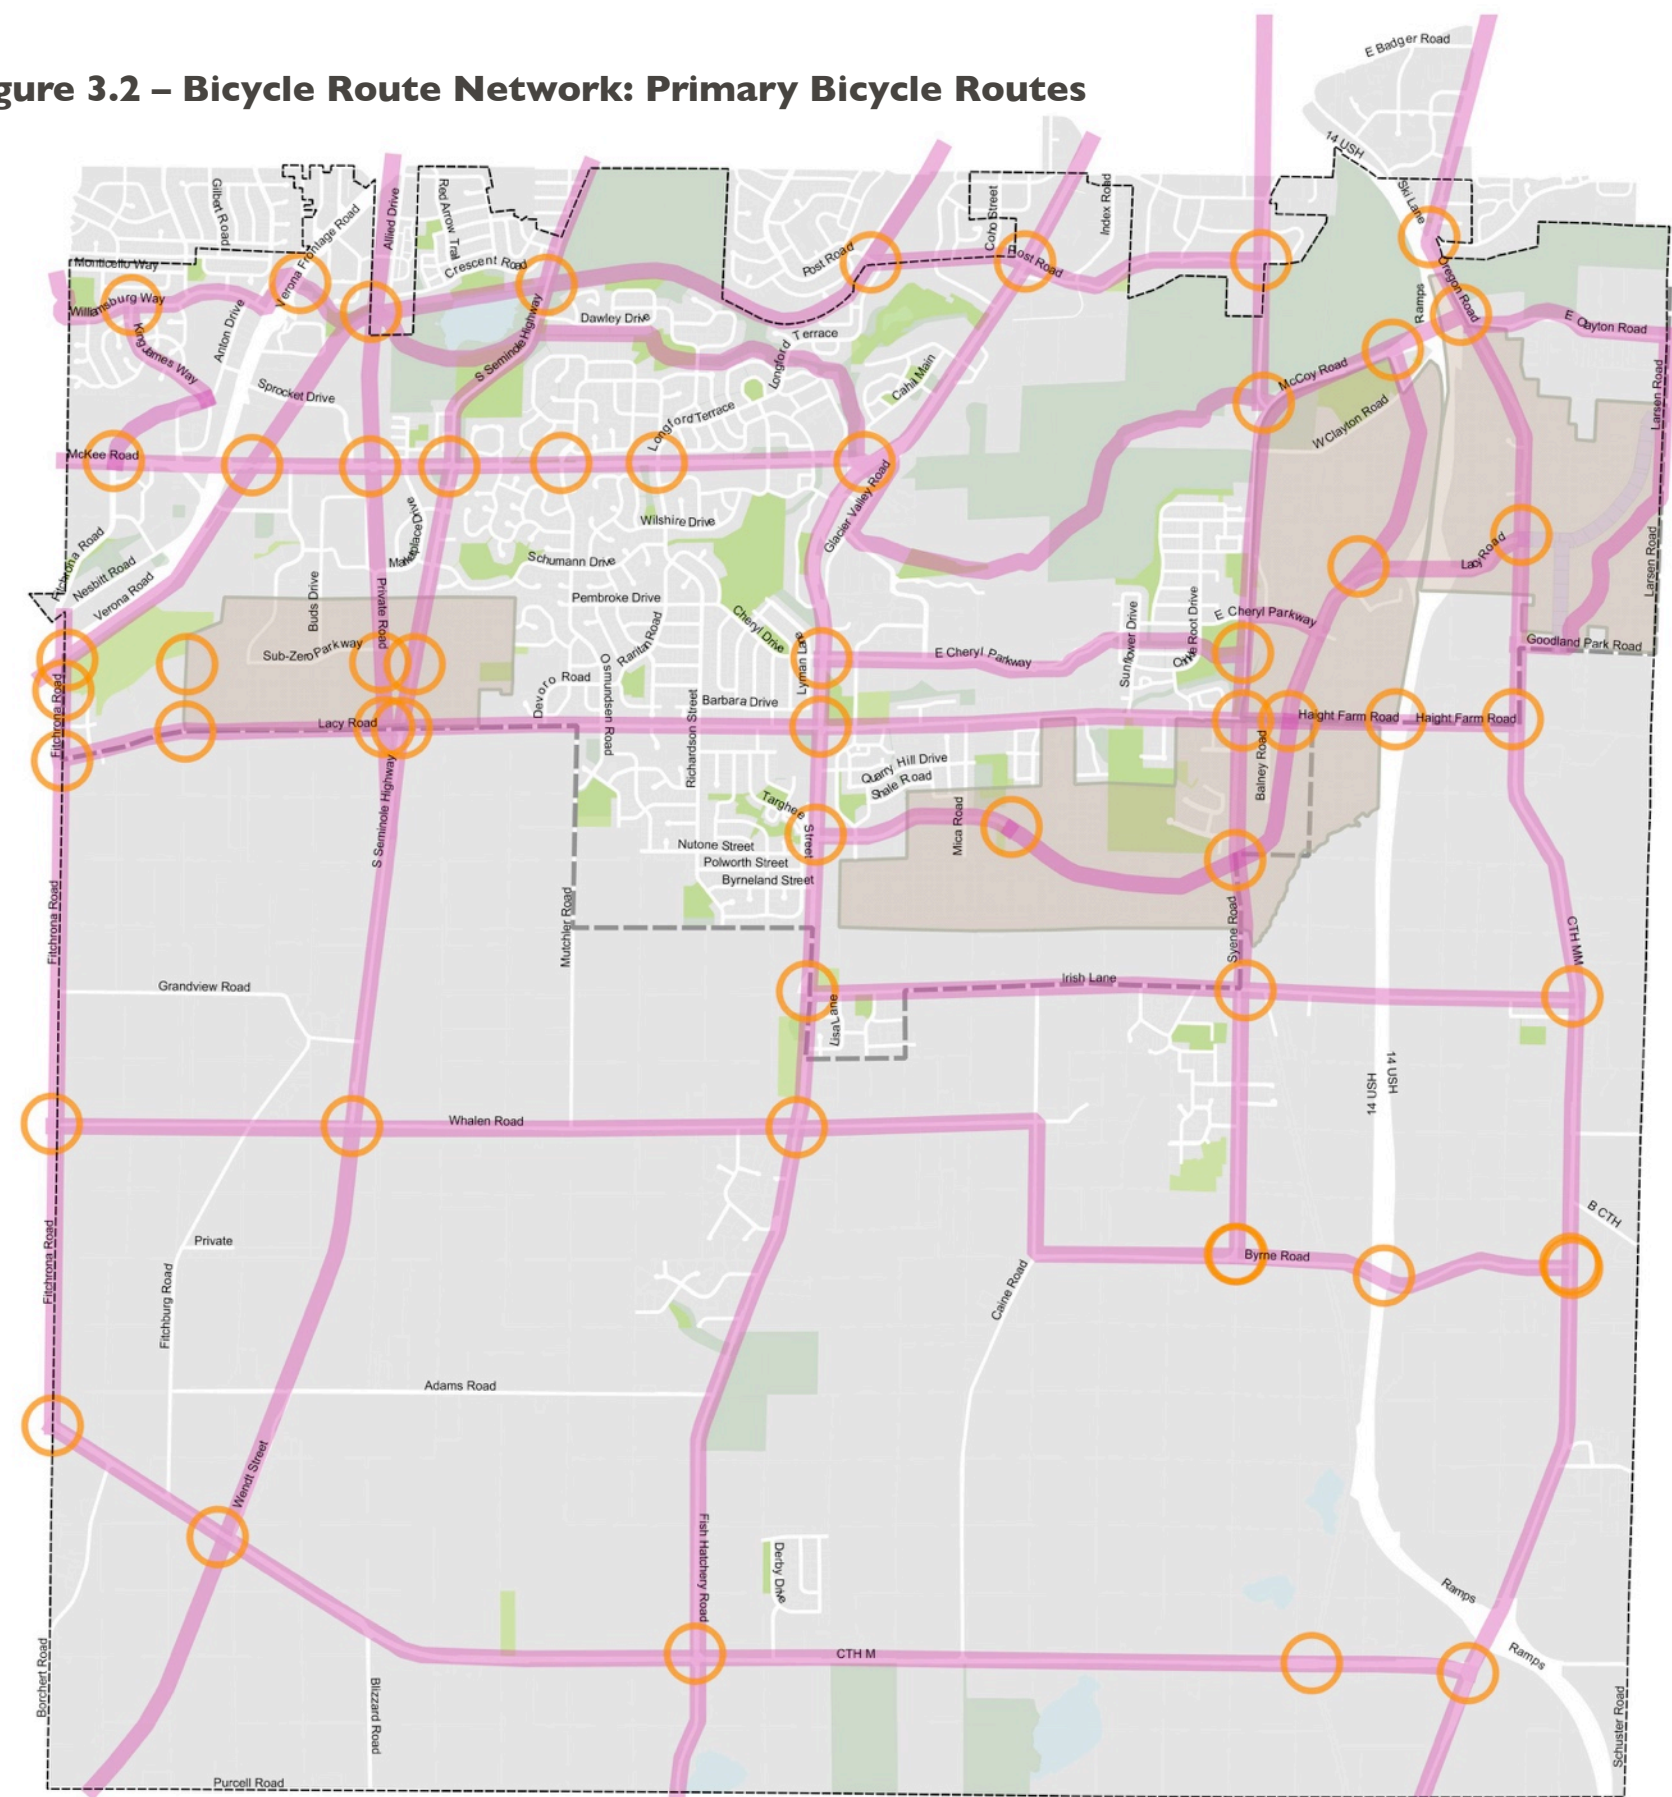 E Badger Road
gure 3.2 – Bicycle Route Network: Primary Bicycle Routes
14 USH
Gilbert Road
Allied Drive
Red Arrow Trail
Coho Street
Index Road
Ski Lane
Verona Frontage Road
Monticello Way
Crescent Road
Post Road
Post Road
Oregon Road
Williamsburg Way
Anton Drive
King James Way
Dawley Drive
Terrace
Longford
S Seminole Highway
Ramps
E Clayton Road
Sprocket Drive
Cahill Main
McCoy Road
Larsen Road
Longford Terrace
W Clayton Road
McKee Road
Glacier Valley Road
Marketplace Drive
Wilshire Drive
Fitchrona Road
Nesbitt Road
Verona Road
Schumann Drive
Lacy Road
Larsen Road
Buds Drive
Private Road
Pembroke Drive
Cheryl Drive
Sunflower Drive
Root Drive
E Cheryl Parkway
Sub-Zero Parkway
Raritan Road
Lyman Lane
E Cheryl Parkway
Goodland Park Road
Devoro Road
Osmundsen Road
Richardson Street
Barbara Drive
Fitchrona Road
Lacy Road
Haight Farm Road
Haight Farm Road
S Seminole Highway
Quarry Hill Drive
Shale Road
Balney Road
Targhee
Street
Mica Road
Nutone Street
Polworth Street
Byrneland Street
Fitchrona Road
Mutchler Road
Syene Road
CTH MM
Grandview Road
Irish Lane
Lisa Lane
14 USH
14 USH
Whalen Road
B CTH
Fitchrona Road
Private
Byrne Road
Fitchburg Road
Caine Road
Adams Road
Wendt Street
Fish Hatchery Road
Derby Drive
Ramps
Ramps
CTH M
Borchert Road
Blizzard Road
Schuster Road
Purcell Road